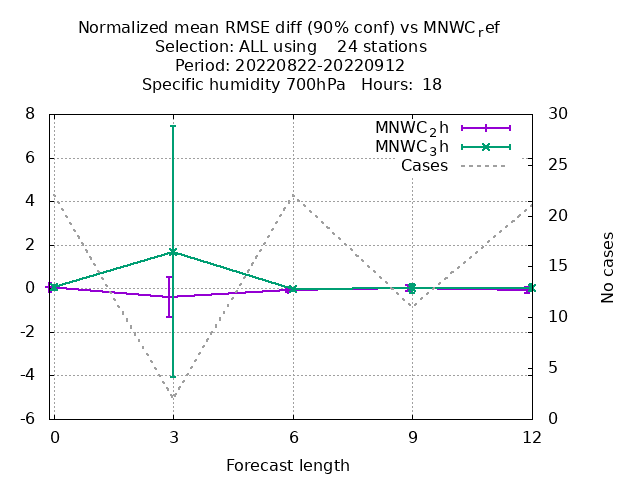 Normalized mean RMSE diff (90% conf) vs MNWC_ref
Selection: ALL using    24 stations
Period: 20220822-20220912
Specific humidity 700hPa   Hours: 18
8
6
4
2
0
-2
-4
-6
30
25
20
15
10
5
0
MNWC_2h
MNWC_3h
Cases
No cases
0
3
6
9
12
Forecast length